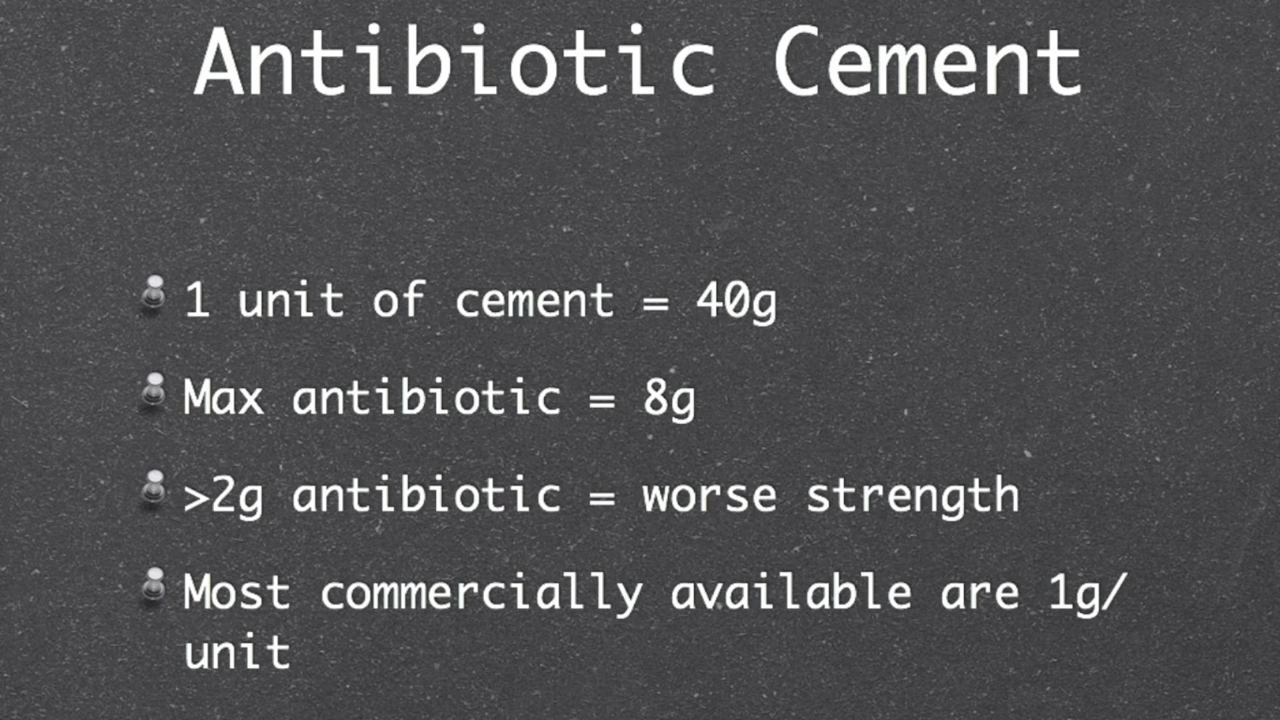 Antibiotic Cement
1 unit of cement = 40g
Max antibiotic = 8g
>2g antibiotic = worse strength
Most commercially available are 1g/
unit